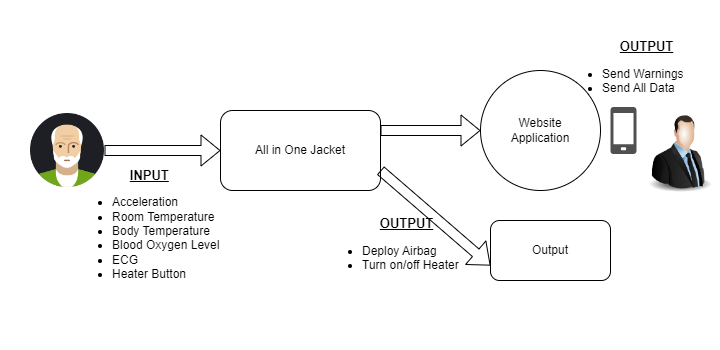 OUTPUT
Send Warnings
Send All Data
Website
Application
All in One Jacket
INPUT
Acceleration
Room Temperature
Body Temperature
Blood Oxygen Level
ECG
Heater Button
OUTPUT
Deploy Airbag
Turn on/off Heater
Output